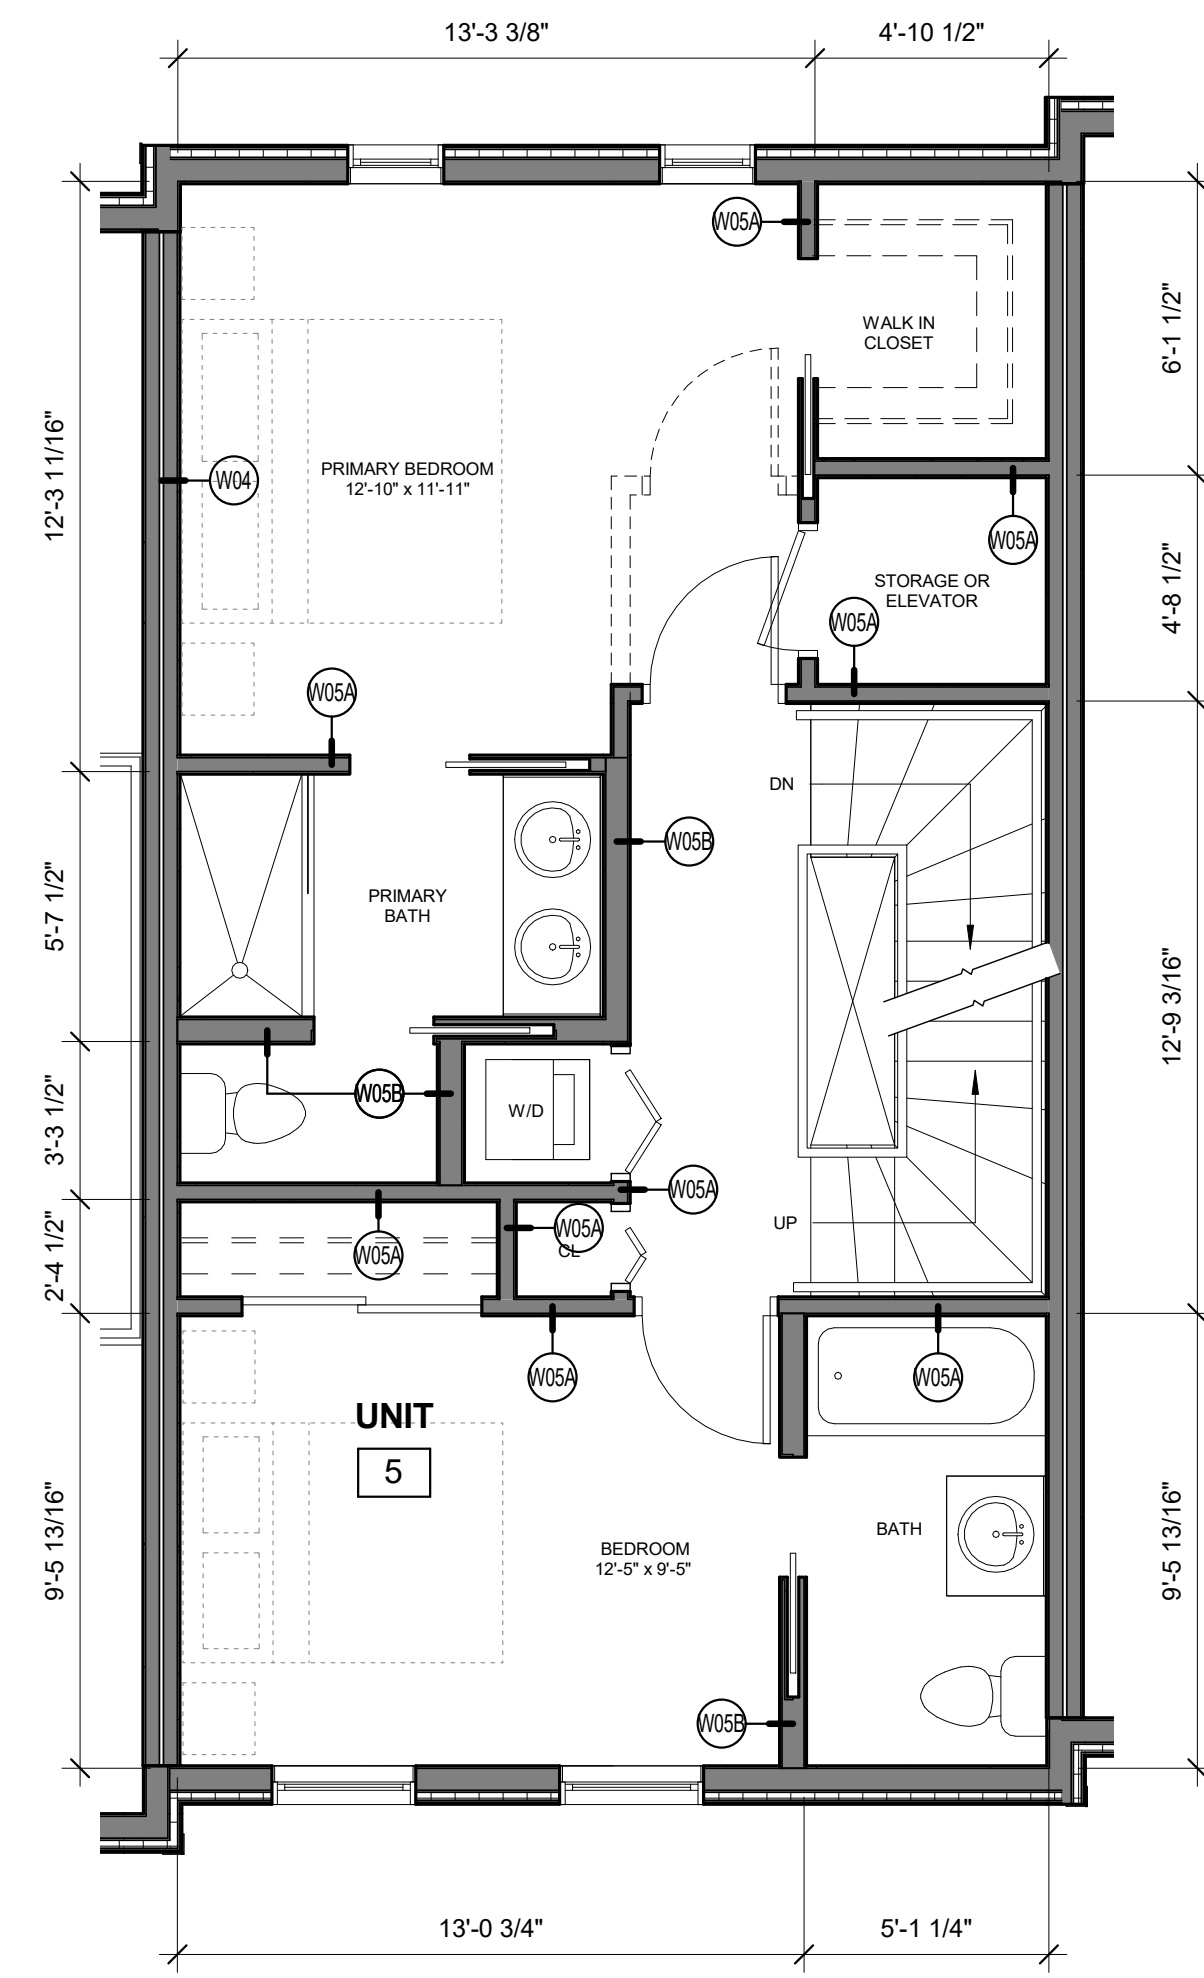 13'-3 3/8"
4'-10 1/2"
W05A
WALK IN
CLOSET
6'-1 1/2"
12'-3 11/16"
PRIMARY BEDROOM
12'-10" x 11'-11"
W04
W05A
STORAGE OR
ELEVATOR
4'-8 1/2"
W05A
W05A
DN
W05B
5'-7 1/2"
PRIMARY
BATH
12'-9 3/16"
3'-3 1/2"
W05B
W/D
W05A
2'-4 1/2"
W05A
W05A
CL
UP
W05A
W05A
UNIT
5
9'-5 13/16"
BEDROOM
12'-5" x 9'-5"
BATH
9'-5 13/16"
W05B
13'-0 3/4"
5'-1 1/4"